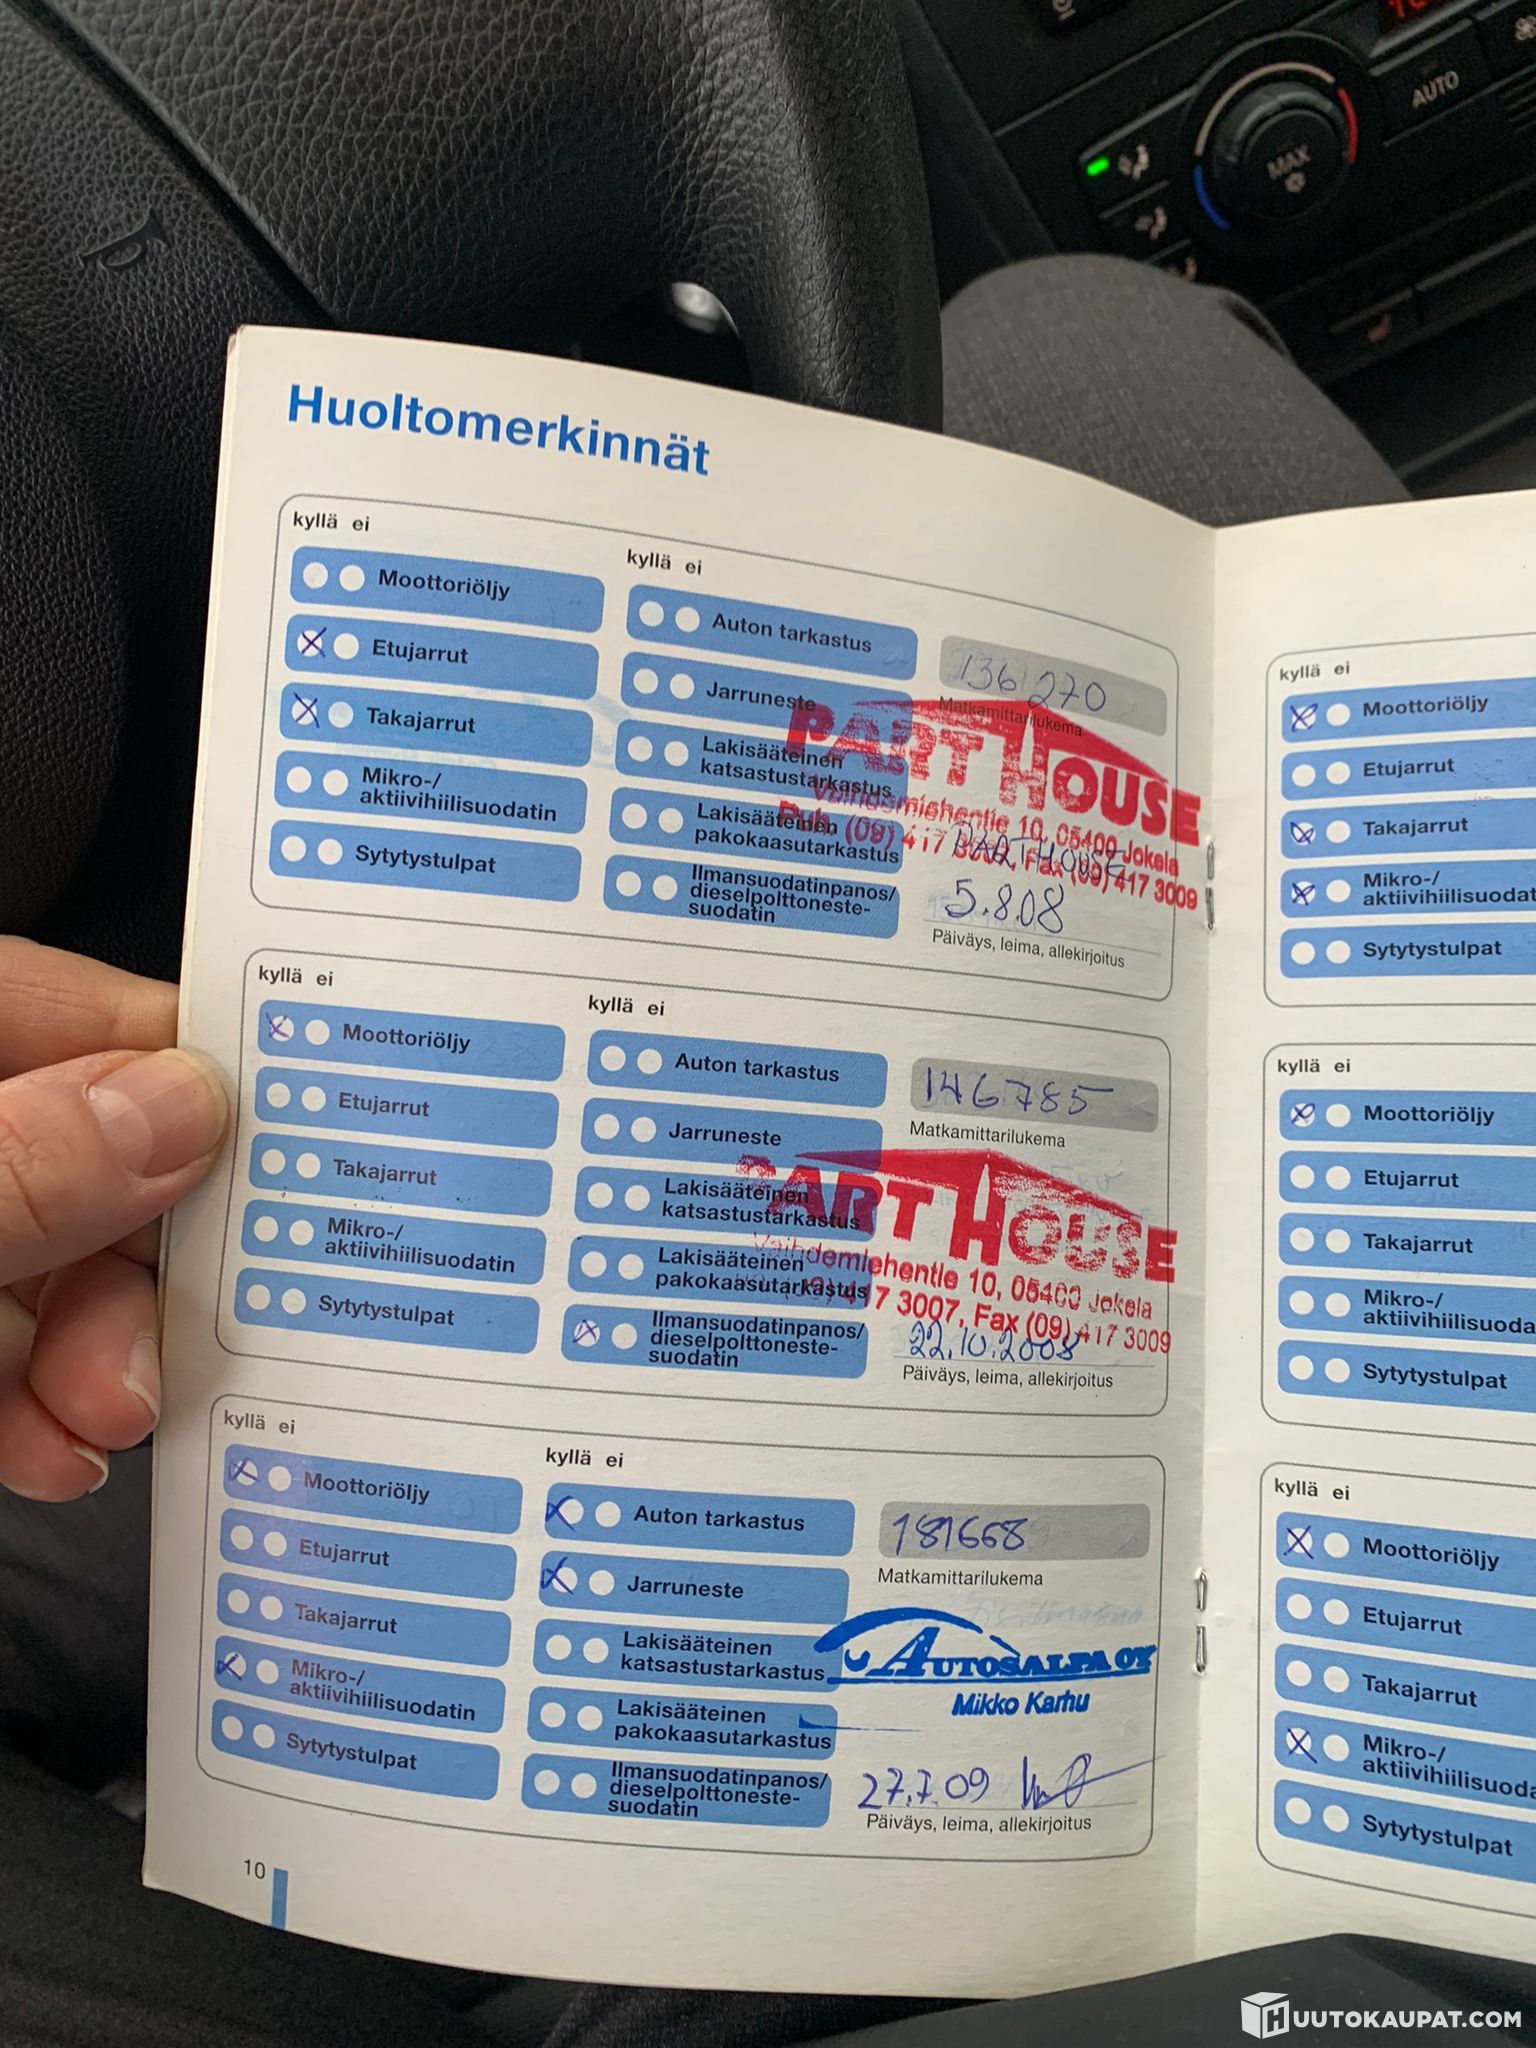 AUTO
MAX
Huoltomerkinnät
kyllä ei
Moottoriöljy
Etujarrut
Takajarrut
Mikro-/
aktiivihiilisuodatin
Sytytystulpat
kyllä ei
Auton tarkastus
Jarruneste
Lakisääteinen
katsastustarkastus
Lakisääteinen
pakokaasutarkastus
Ilmansuodatinpanos/
dieselpolttoneste-
suodatin
136270
Matkamittarilukema
PART HOUSE
Vaihdemiehentie 10, 05400 Jokela
Puh. (09) 417 3007, Fax (09) 417 3009
PART HOUSE
5.8.08
Päiväys, leima, allekirjoitus
kyllä ei
Moottoriöljy
Etujarrut
Takajarrut
Mikro-/
aktiivihiilisuodatin
Sytytystulpat
kyllä ei
Auton tarkastus
Jarruneste
Lakisääteinen
katsastustarkastus
Lakisääteinen
pakokaasutarkastus
Ilmansuodatinpanos/
dieselpolttoneste-
suodatin
146785
Matkamittarilukema
PART HOUSE
Vaihdemiehentie 10, 05400 Jokela
(09) 417 3007, Fax (09) 417 3009
22.10.2008
Päiväys, leima, allekirjoitus
kyllä ei
Moottoriöljy
Etujarrut
Takajarrut
Mikro-/
aktiivihiilisuodatin
Sytytystulpat
kyllä ei
Auton tarkastus
Jarruneste
Lakisääteinen
katsastustarkastus
Lakisääteinen
pakokaasutarkastus
Ilmansuodatinpanos/
dieselpolttoneste-
suodatin
181668
Matkamittarilukema
AUTOSALPA OY
Mikko Karhu
27.7.09
Päiväys, leima, allekirjoitus
10
kyllä ei
Moottoriöljy
Etujarrut
Takajarrut
Mikro-/
aktiivihiilisuodat
Sytytystulpat
kyllä ei
Moottoriöljy
Etujarrut
Takajarrut
Mikro-/
aktiivihiilisuoda
Sytytystulpat
kyllä ei
Moottoriöljy
Etujarrut
Takajarrut
Mikro-/
aktiivihiilisuoda
Sytytystulpat
HUUTOKAUPAT.COM